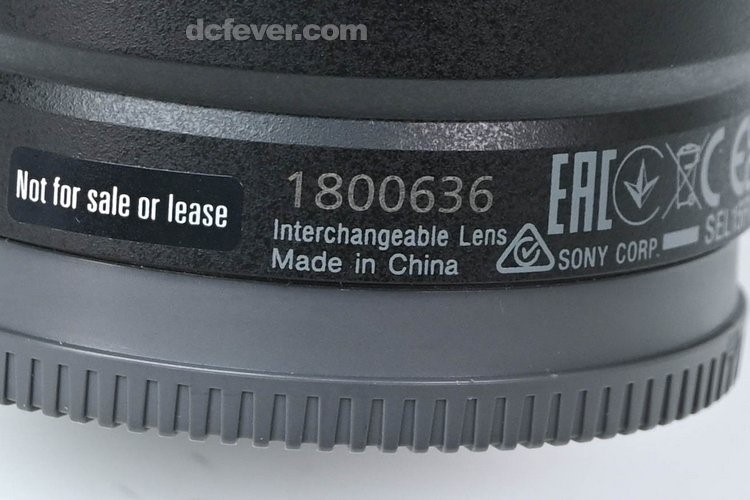 dcfever.com
Not for sale or lease
1800636
Interchangeable Lens
Made in China
EAC
CE
SONY CORP.